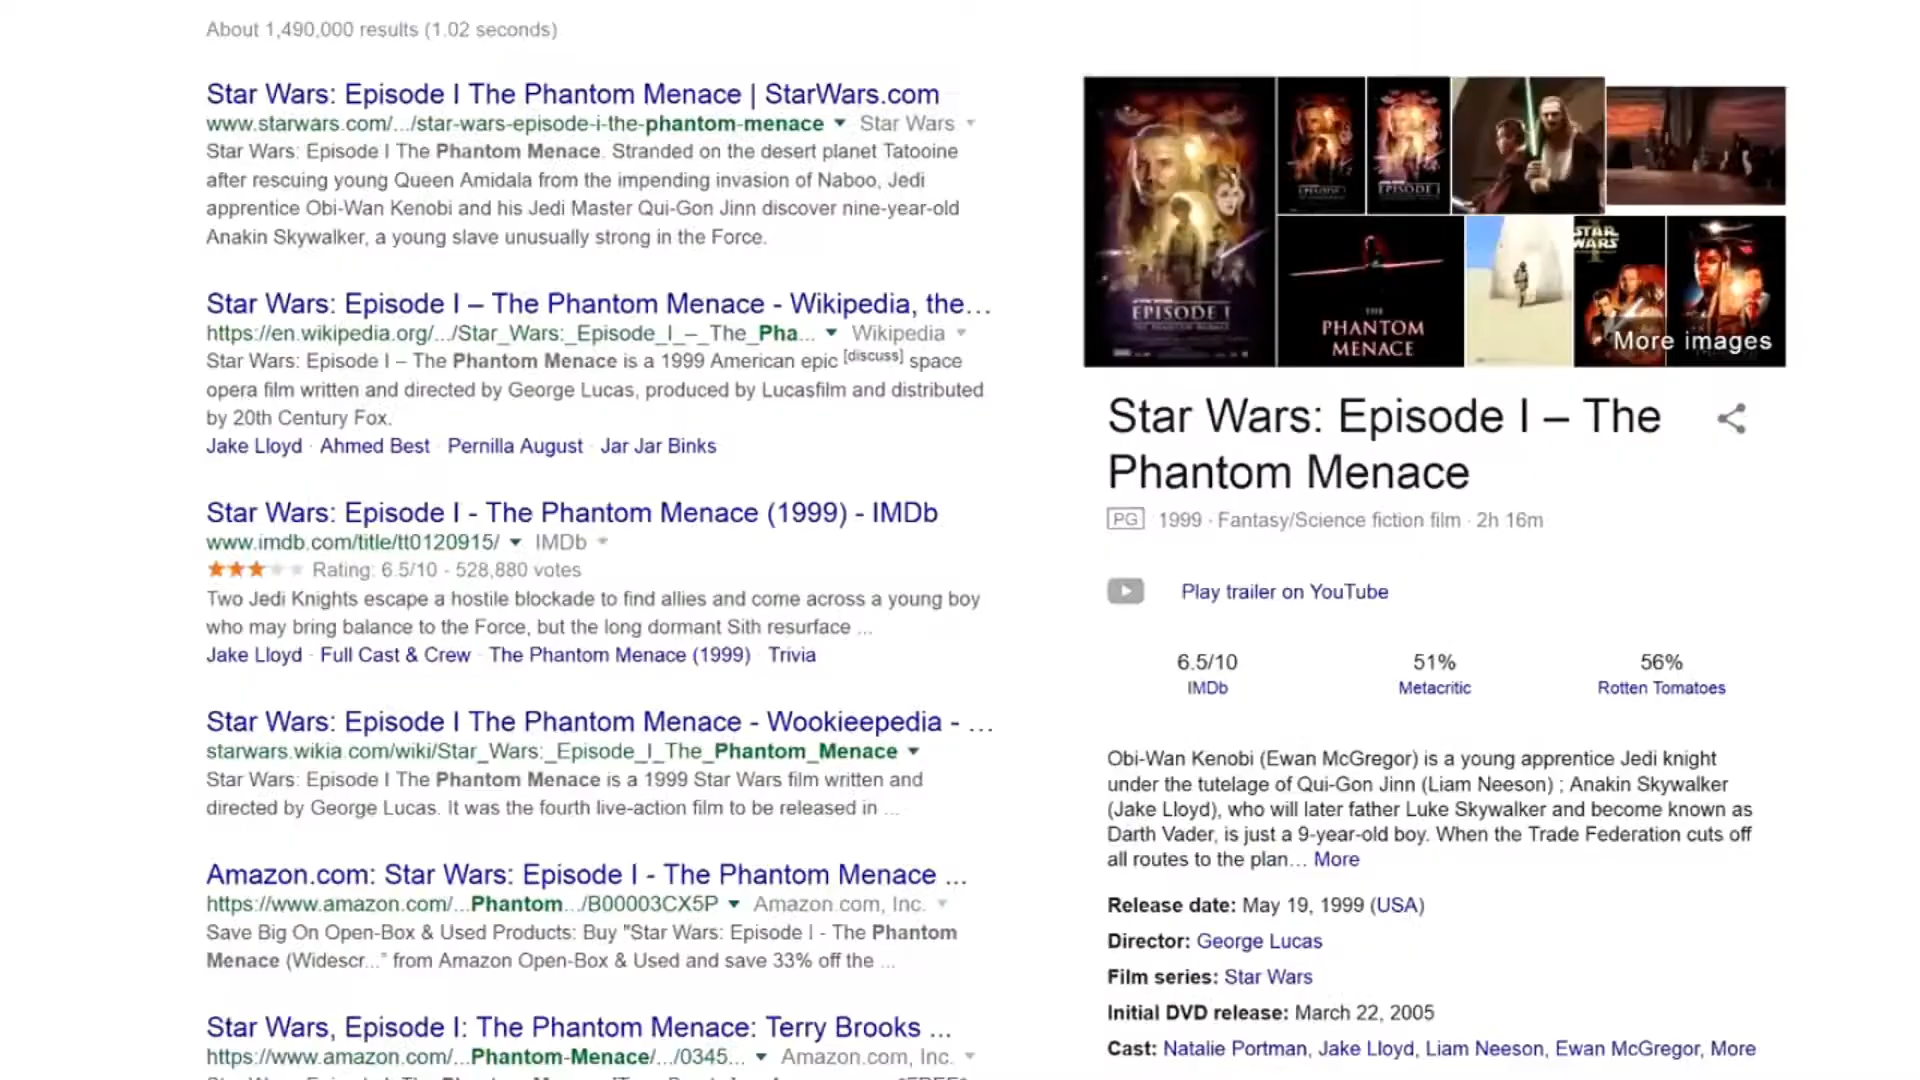 About 1,490,000 results (1.02 seconds)
Star Wars: Episode I The Phantom Menace | StarWars.com
www.starwars.com/.../star-wars-episode-i-the-phantom-menace ▼ Star Wars ▼
Star Wars: Episode I The Phantom Menace. Stranded on the desert planet Tatooine
after rescuing young Queen Amidala from the impending invasion of Naboo, Jedi
apprentice Obi-Wan Kenobi and his Jedi Master Qui-Gon Jinn discover nine-year-old
Anakin Skywalker, a young slave unusually strong in the Force.
Star Wars: Episode I – The Phantom Menace - Wikipedia, the...
https://en.wikipedia.org/.../Star_Wars:_Episode_I_–_The_Pha... ▼ Wikipedia ▼
Star Wars: Episode I – The Phantom Menace is a 1999 American epic [discuss] space
opera film written and directed by George Lucas, produced by Lucasfilm and distributed
by 20th Century Fox.
Jake Lloyd · Ahmed Best · Pernilla August · Jar Jar Binks
Star Wars: Episode I - The Phantom Menace (1999) - IMDb
www.imdb.com/title/tt0120915/ ▼ IMDb ▼
Rating: 6.5/10 - 528,880 votes
Two Jedi Knights escape a hostile blockade to find allies and come across a young boy
who may bring balance to the Force, but the long dormant Sith resurface ...
Jake Lloyd · Full Cast & Crew · The Phantom Menace (1999) · Trivia
Star Wars: Episode I The Phantom Menace - Wookieepedia - ...
starwars.wikia.com/wiki/Star_Wars:_Episode_I_The_Phantom_Menace ▼
Star Wars: Episode I The Phantom Menace is a 1999 Star Wars film written and
directed by George Lucas. It was the fourth live-action film to be released in ...
Amazon.com: Star Wars: Episode I - The Phantom Menace ...
https://www.amazon.com/...Phantom.../B00003CX5P ▼ Amazon.com, Inc. ▼
Save Big On Open-Box & Used Products: Buy "Star Wars: Episode I - The Phantom
Menace (Widescr..." from Amazon Open-Box & Used and save 33% off the ...
Star Wars, Episode I: The Phantom Menace: Terry Brooks ...
https://www.amazon.com/...Phantom-Menace/.../0345... ▼ Amazon.com, Inc. ▼
EPISODE I
EPISODE I
EPISODE I
THE
PHANTOM
MENACE
STAR
WARS
More images
Star Wars: Episode I – The
Phantom Menace
PG 1999 · Fantasy/Science fiction film · 2h 16m
Play trailer on YouTube
6.5/10 51% 56%
IMDb Metacritic Rotten Tomatoes
Obi-Wan Kenobi (Ewan McGregor) is a young apprentice Jedi knight
under the tutelage of Qui-Gon Jinn (Liam Neeson) ; Anakin Skywalker
(Jake Lloyd), who will later father Luke Skywalker and become known as
Darth Vader, is just a 9-year-old boy. When the Trade Federation cuts off
all routes to the plan... More
Release date: May 19, 1999 (USA)
Director: George Lucas
Film series: Star Wars
Initial DVD release: March 22, 2005
Cast: Natalie Portman, Jake Lloyd, Liam Neeson, Ewan McGregor, More